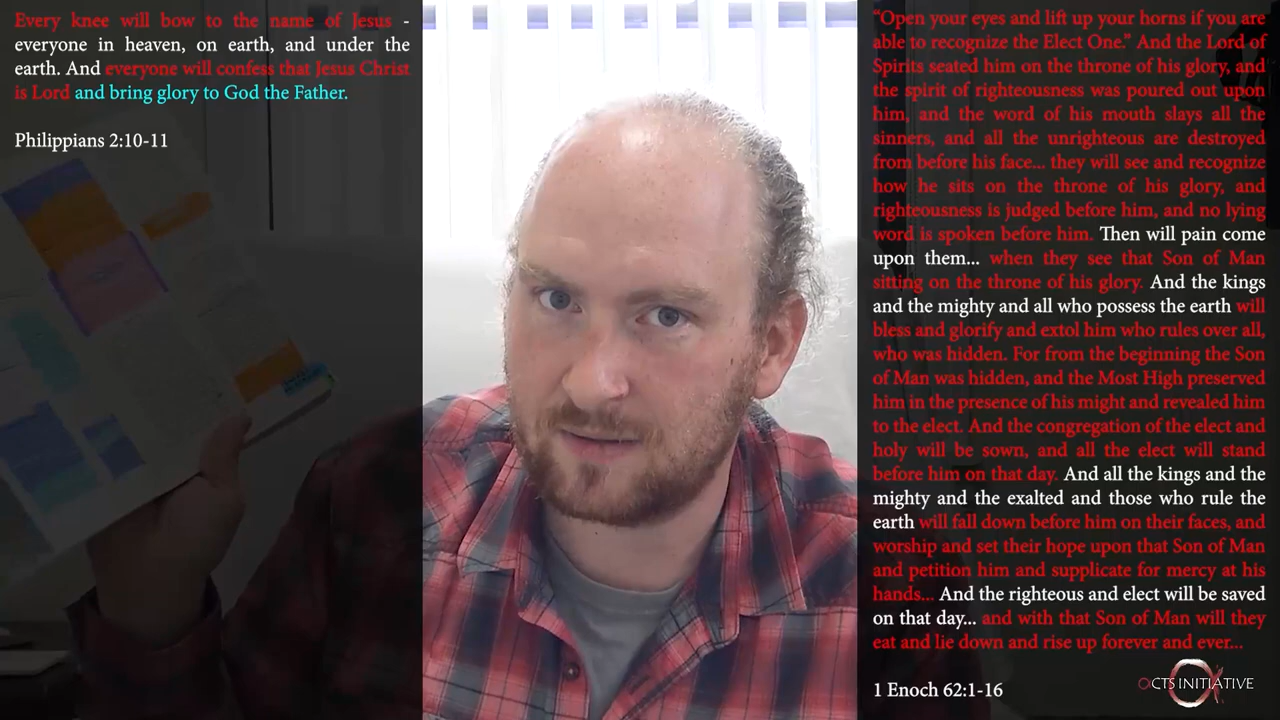 Every knee will bow to the name of Jesus -
everyone in heaven, on earth, and under the
earth. And everyone will confess that Jesus Christ
is Lord and bring glory to God the Father.
Philippians 2:10-11
“Open your eyes and lift up your horns if you are
able to recognize the Elect One.” And the Lord of
Spirits seated him on the throne of his glory, and
the spirit of righteousness was poured out upon
him, and the word of his mouth slays all the
sinners, and all the unrighteous are destroyed
from before his face... they will see and recognize
how he sits on the throne of his glory, and
righteousness is judged before him, and no lying
word is spoken before him. Then will pain come
upon them... when they see that Son of Man
sitting on the throne of his glory. And the kings
and the mighty and all who possess the earth will
bless and glorify and extol him who rules over all,
who was hidden. For from the beginning the Son
of Man was hidden, and the Most High preserved
him in the presence of his might and revealed him
to the elect. And the congregation of the elect and
holy will be sown, and all the elect will stand
before him on that day. And all the kings and the
mighty and the exalted and those who rule the
earth will fall down before him on their faces, and
worship and set their hope upon that Son of Man
and petition him and supplicate for mercy at his
hands... And the righteous and elect will be saved
on that day... and with that Son of Man will they
eat and lie down and rise up forever and ever...
1 Enoch 62:1-16
αCTS INITIATIVE